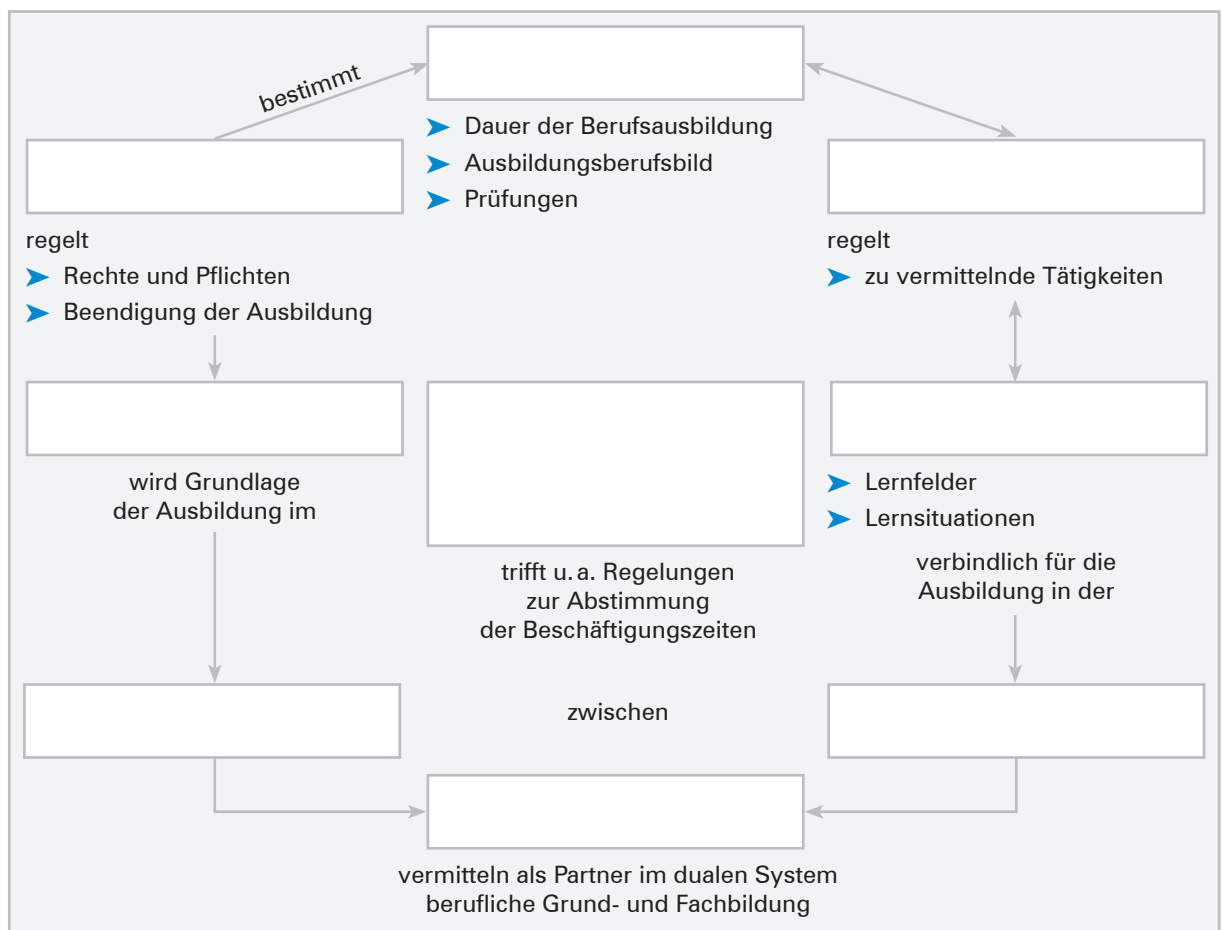 bestimmt
Dauer der Berufsausbildung
Ausbildungsberufsbild
Prüfungen
regelt
Rechte und Pflichten
Beendigung der Ausbildung
regelt
zu vermittelnde Tätigkeiten
wird Grundlage
der Ausbildung im
trifft u. a. Regelungen
zur Abstimmung
der Beschäftigungszeiten
Lernfelder
Lernsituationen
verbindlich für die
Ausbildung in der
zwischen
vermitteln als Partner im dualen System
berufliche Grund- und Fachbildung